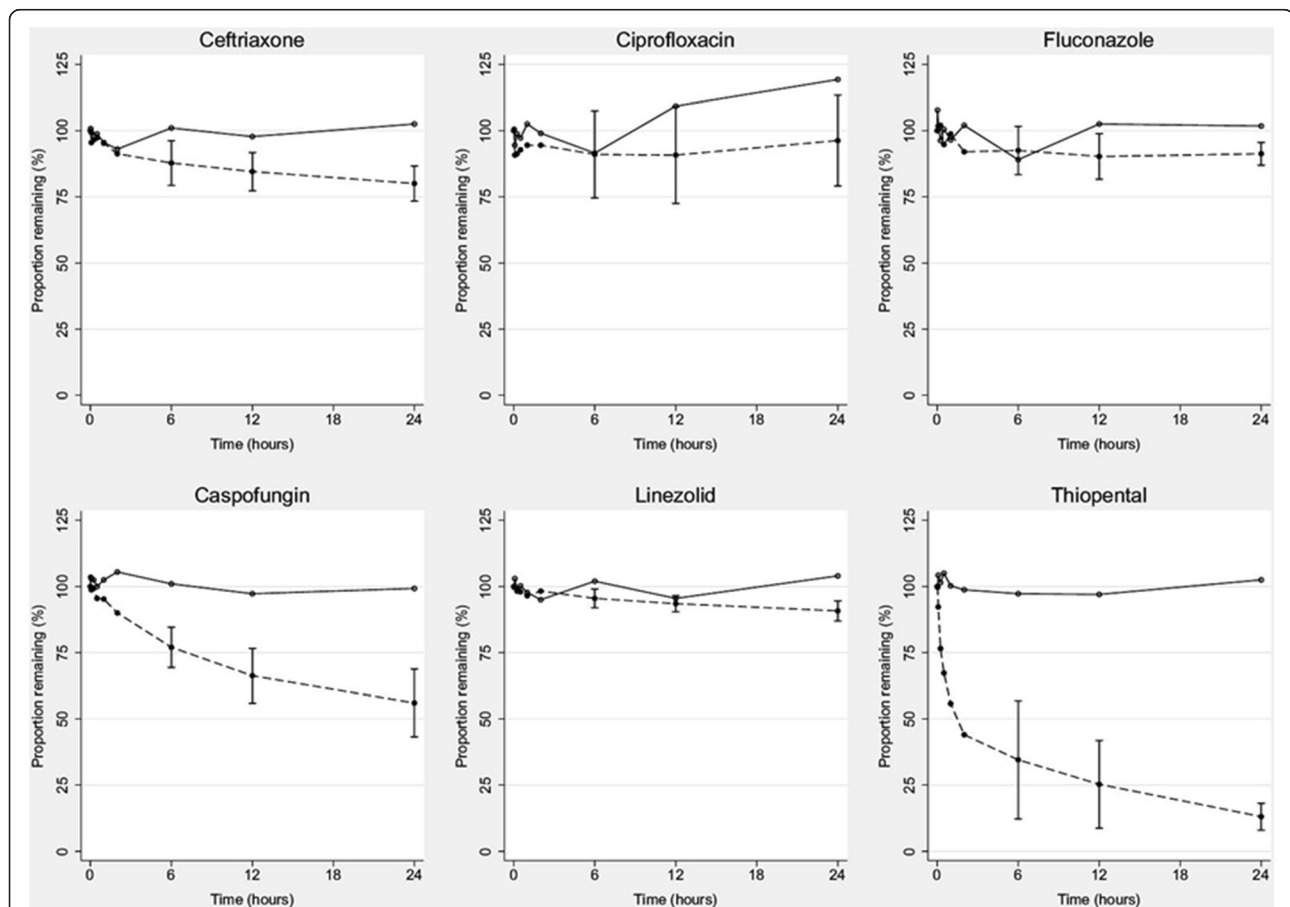 Ceftriaxone
Ciprofloxacin
Fluconazole
Proportion remaining (%)
125
100
75
50
25
0
0 6 12 18 24
Time (hours)
Proportion remaining (%)
125
100
75
50
25
0
0 6 12 18 24
Time (hours)
Proportion remaining (%)
125
100
75
50
25
0
0 6 12 18 24
Time (hours)
Caspofungin
Linezolid
Thiopental
Proportion remaining (%)
125
100
75
50
25
0
0 6 12 18 24
Time (hours)
Proportion remaining (%)
125
100
75
50
25
0
0 6 12 18 24
Time (hours)
Proportion remaining (%)
125
100
75
50
25
0
0 6 12 18 24
Time (hours)